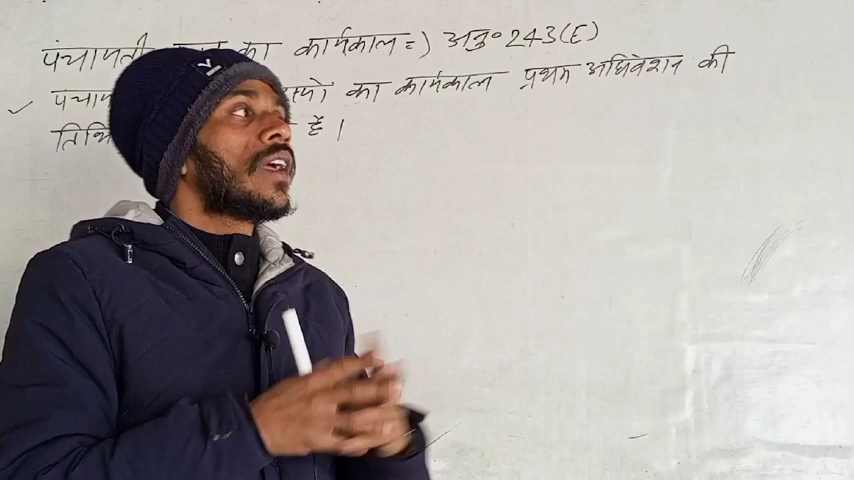 पंचायती का कार्यकाल =) अनु० 243(E)
✓ का कार्यकाल प्रथम अधिवेशन की
है।